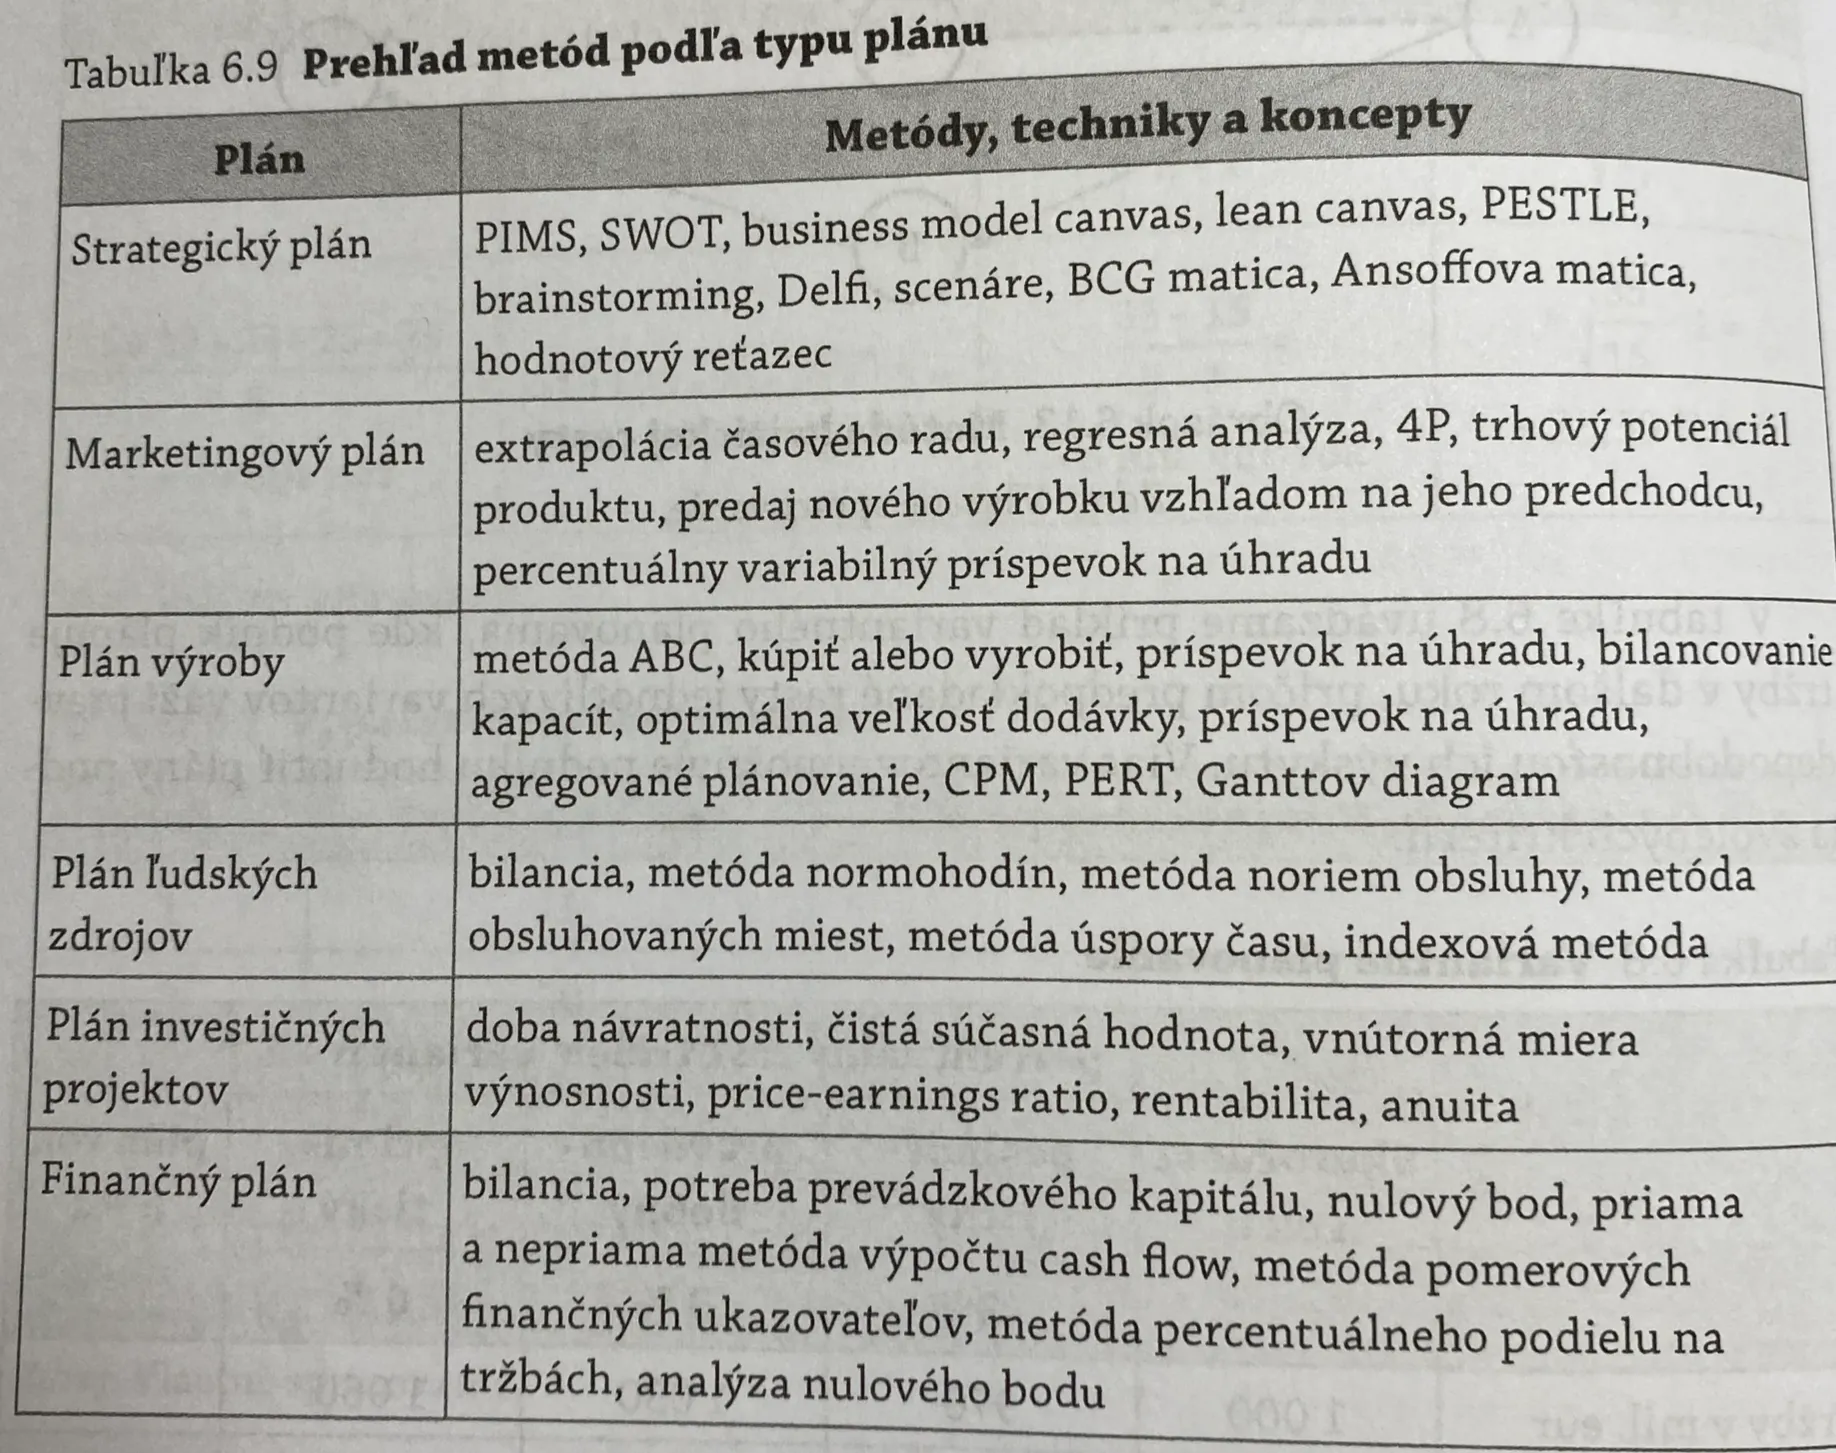 Tabuľka 6.9 Prehľad metód podľa typu plánu
Plán
Metódy, techniky a koncepty
Strategický plán
PIMS, SWOT, business model canvas, lean canvas, PESTLE,
brainstorming, Delfi, scenáre, BCG matica, Ansoffova matica,
hodnotový reťazec
Marketingový plán
extrapolácia časového radu, regresná analýza, 4P, trhový potenciál
produktu, predaj nového výrobku vzhľadom na jeho predchodcu,
percentuálny variabilný príspevok na úhradu
Plán výroby
metóda ABC, kúpiť alebo vyrobiť, príspevok na úhradu, bilancovanie
kapacít, optimálna veľkosť dodávky, príspevok na úhradu,
agregované plánovanie, CPM, PERT, Ganttov diagram
Plán ľudských
zdrojov
bilancia, metóda normohodín, metóda noriem obsluhy, metóda
obsluhovaných miest, metóda úspory času, indexová metóda
Plán investičných
projektov
doba návratnosti, čistá súčasná hodnota, vnútorná miera
výnosnosti, price-earnings ratio, rentabilita, anuita
Finančný plán
bilancia, potreba prevádzkového kapitálu, nulový bod, priama
a nepriama metóda výpočtu cash flow, metóda pomerových
finančných ukazovateľov, metóda percentuálneho podielu na
tržbách, analýza nulového bodu